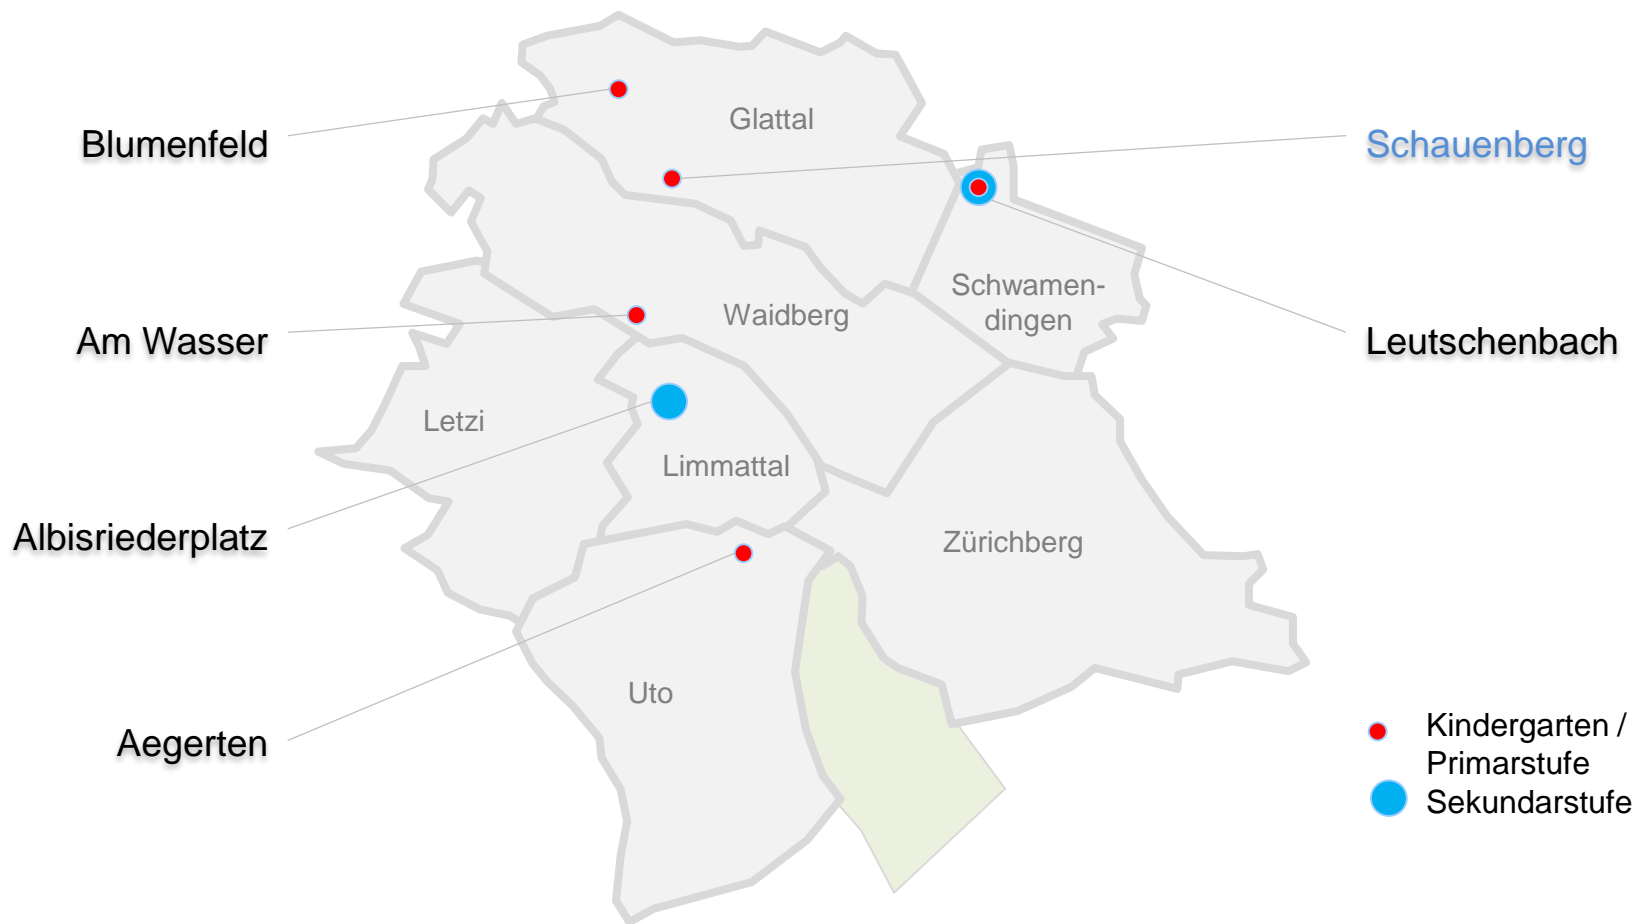 Blumenfeld
Am Wasser
Albisriederplatz
Aegerten
Glattal
Waidberg
Schwamen-
dingen
Letzi
Limmattal
Zürichberg
Uto
Schauenberg
Leutschenbach
Kindergarten /
Primarstufe
Sekundarstufe